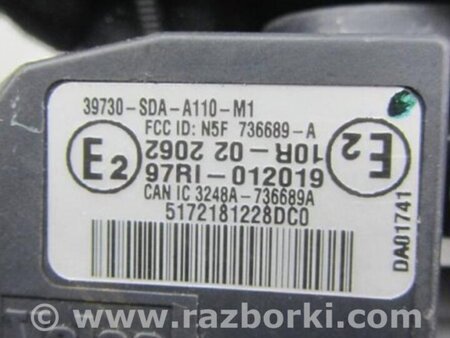 39730-SDA-A110-M1
FCC ID: N5F 736689-A
E2
10R-02 2062
E2
97RI-012019
CAN IC 3248A-736689A
5172181228DC0
DA01741
www.razborki.com